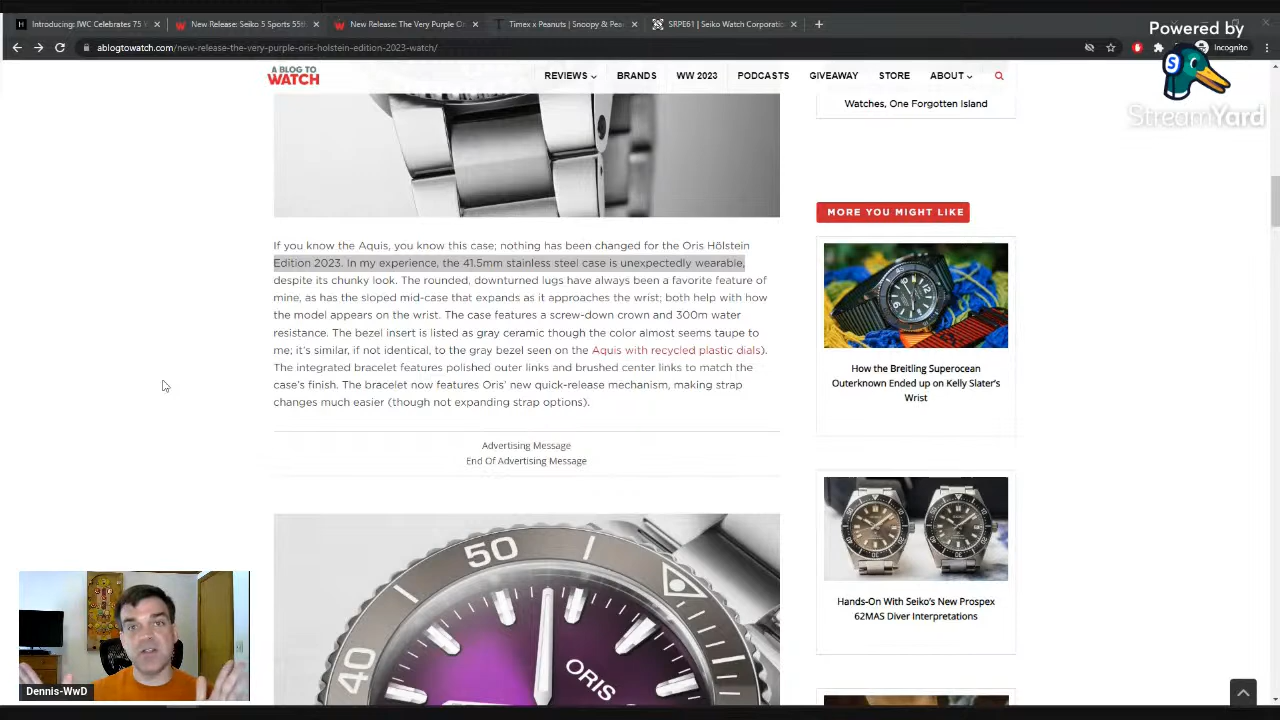 Introducing: IWC Celebrates 75 Y
New Release: Seiko 5 Sports 55th
New Release: The Very Purple Ori
Timex x Peanuts | Snoopy & Pea
SRPE61 | Seiko Watch Corporatio
Powered by
ablogtowatch.com/new-release-the-very-purple-oris-holstein-edition-2023-watch/
Incognito
StreamYard
A BLOG TO
WATCH
REVIEWS
BRANDS
WW 2023
PODCASTS
GIVEAWAY
STORE
ABOUT
Watches, One Forgotten Island
MORE YOU MIGHT LIKE
If you know the Aquis, you know this case; nothing has been changed for the Oris Hölstein
Edition 2023. In my experience, the 41.5mm stainless steel case is unexpectedly wearable,
despite its chunky look. The rounded, downturned lugs have always been a favorite feature of
mine, as has the sloped mid-case that expands as it approaches the wrist; both help with how
the model appears on the wrist. The case features a screw-down crown and 300m water
resistance. The bezel insert is listed as gray ceramic though the color almost seems taupe to
me; it's similar, if not identical, to the gray bezel seen on the Aquis with recycled plastic dials).
The integrated bracelet features polished outer links and brushed center links to match the
case's finish. The bracelet now features Oris' new quick-release mechanism, making strap
changes much easier (though not expanding strap options).
Advertising Message
End Of Advertising Message
How the Breitling Superocean
Outerknown Ended up on Kelly Slater's
Wrist
Hands-On With Seiko's New Prospex
62MAS Diver Interpretations
50
40
ORIS
Dennis-WwD